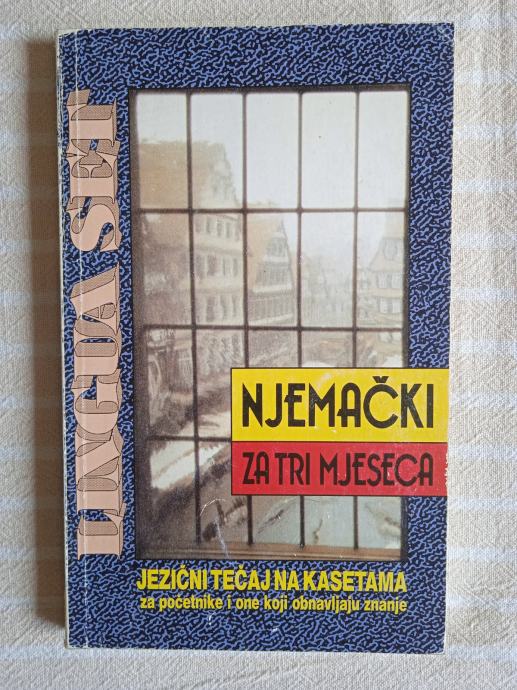 LINGUA SET
NJEMAČKI
ZA TRI MJESECA
JEZIČNI TEČAJ NA KASETAMA
za početnike i one koji obnavljaju znanje